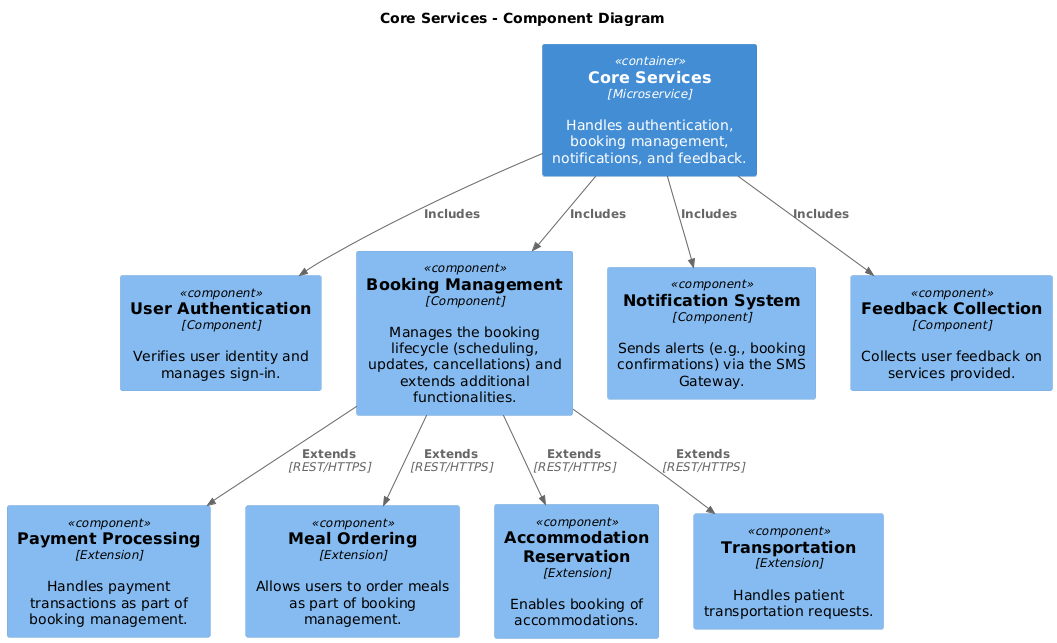 Core Services - Component Diagram
«container»
Core Services
[Microservice]
Handles authentication,
booking management,
notifications, and feedback.
Includes
Includes
Includes
Includes
«component»
User Authentication
[Component]
Verifies user identity and
manages sign-in.
«component»
Booking Management
[Component]
Manages the booking
lifecycle (scheduling,
updates, cancellations) and
extends additional
functionalities.
«component»
Notification System
[Component]
Sends alerts (e.g., booking
confirmations) via the SMS
Gateway.
«component»
Feedback Collection
[Component]
Collects user feedback on
services provided.
Extends
[REST/HTTPS]
Extends
[REST/HTTPS]
Extends
[REST/HTTPS]
Extends
[REST/HTTPS]
«component»
Payment Processing
[Extension]
Handles payment
transactions as part of
booking management.
«component»
Meal Ordering
[Extension]
Allows users to order meals
as part of booking
management.
«component»
Accommodation
Reservation
[Extension]
Enables booking of
accommodations.
«component»
Transportation
[Extension]
Handles patient
transportation requests.